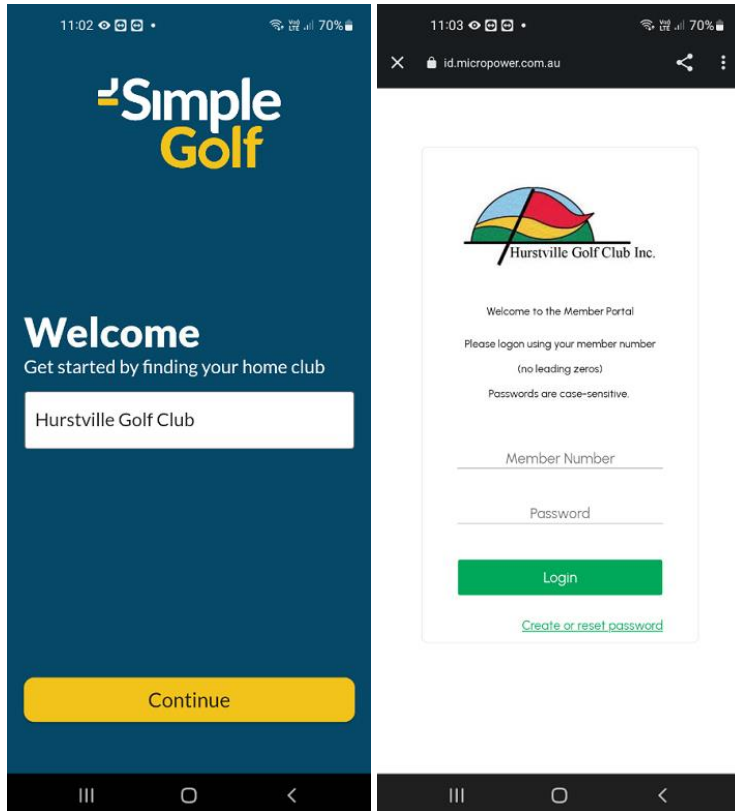 11:02
70%
Simple
Golf
Welcome
Get started by finding your home club
Hurstville Golf Club
Continue
11:03
70%
id.micropower.com.au
Hurstville Golf Club Inc.
Welcome to the Member Portal
Please logon using your member number
(no leading zeros)
Passwords are case-sensitive.
Member Number
Password
Login
Create or reset password